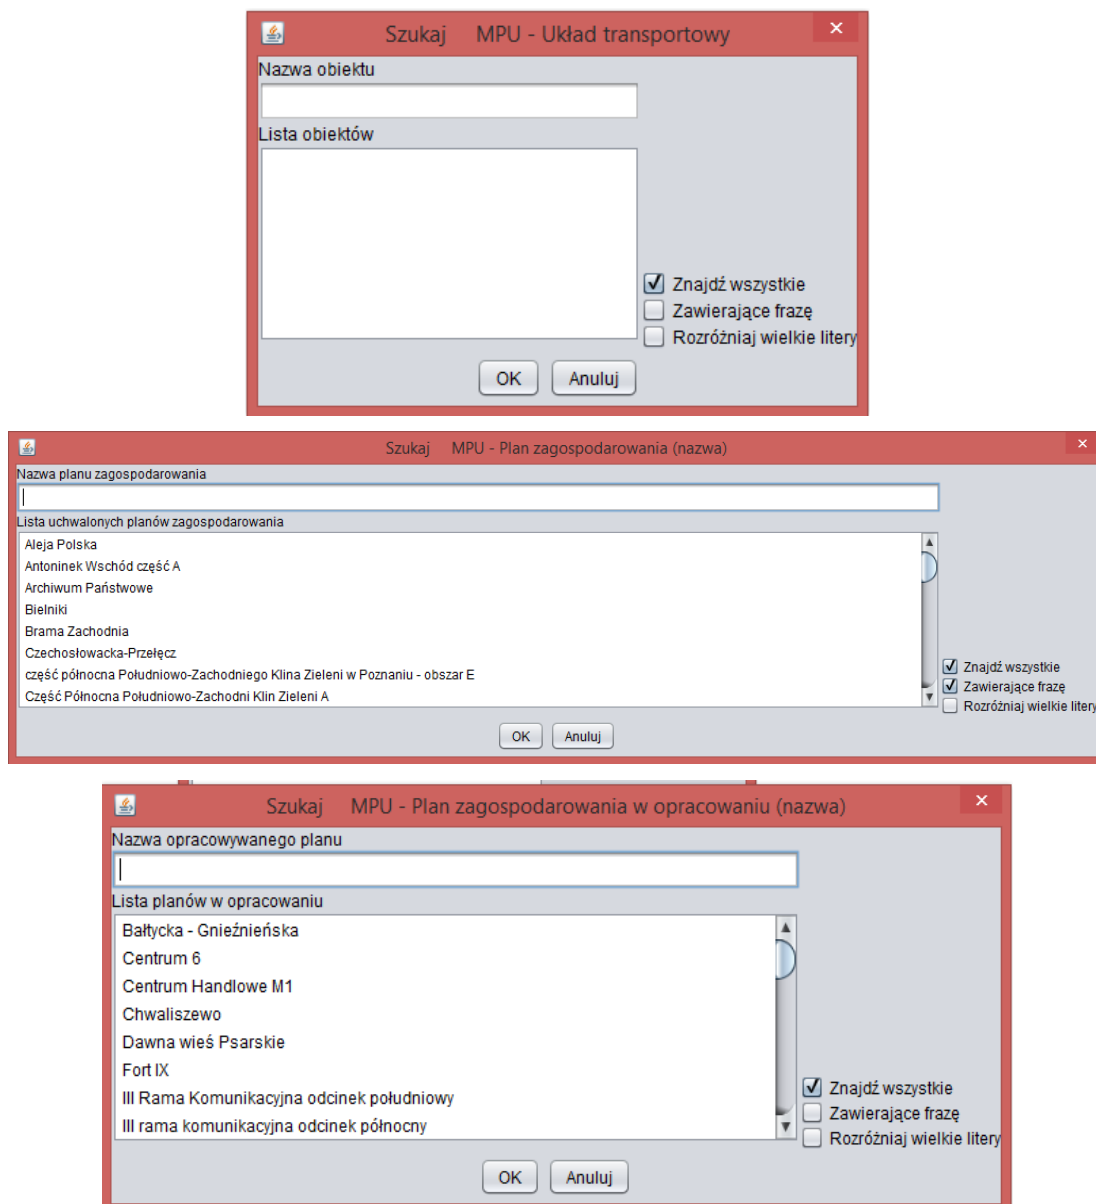 Szukaj MPU - Układ transportowy
Nazwa obiektu
Lista obiektów
Znajdź wszystkie
Zawierające frazę
Rozróżniaj wielkie litery
OK Anuluj
Szukaj MPU - Plan zagospodarowania (nazwa)
Nazwa planu zagospodarowania
Lista uchwalonych planów zagospodarowania
Aleja Polska
Antoninek Wschód część A
Archiwum Państwowe
Bielniki
Brama Zachodnia
Czechosłowacka-Przełęcz
część północna Południowo-Zachodniego Klina Zieleni w Poznaniu - obszar E
Część Północna Południowo-Zachodni Klin Zieleni A
Znajdź wszystkie
Zawierające frazę
Rozróżniaj wielkie litery
OK Anuluj
Szukaj MPU - Plan zagospodarowania w opracowaniu (nazwa)
Nazwa opracowywanego planu
Lista planów w opracowaniu
Bałtycka - Gnieźnieńska
Centrum 6
Centrum Handlowe M1
Chwaliszewo
Dawna wieś Psarskie
Fort IX
III Rama Komunikacyjna odcinek południowy
III rama komunikacyjna odcinek północny
Znajdź wszystkie
Zawierające frazę
Rozróżniaj wielkie litery
OK Anuluj